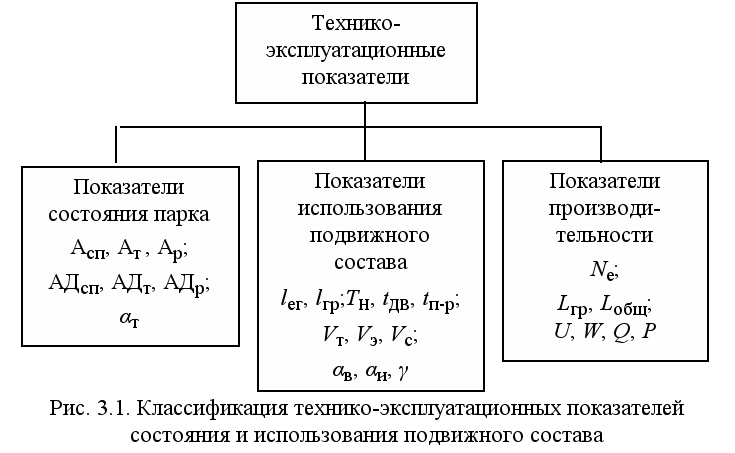 Технико-
эксплуатационные
показатели
Показатели
состояния парка
Асп, Ат , Ар;
АДсп, АДт, АДр;
αт
Показатели
использования
подвижного
состава
lег, lгр;Тн, tдв, tп-р;
Vт, Vэ, Vс;
αв, αи, γ
Показатели
производи-
тельности
Nе;
Lгр, Lобщ;
U, W, Q, P
Рис. 3.1. Классификация технико-эксплуатационных показателей
состояния и использования подвижного состава